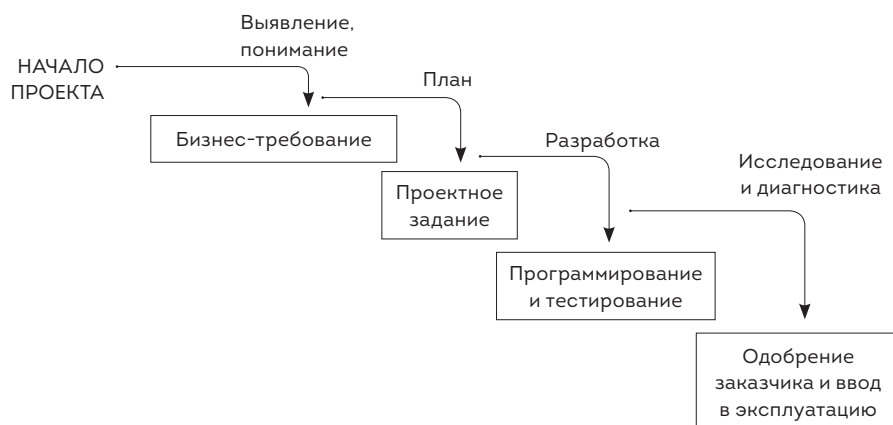 Выявление,
понимание
НАЧАЛО
ПРОЕКТА
План
Бизнес-требование
Разработка
Проектное
задание
Исследование
и диагностика
Программирование
и тестирование
Одобрение
заказчика и ввод
в эксплуатацию